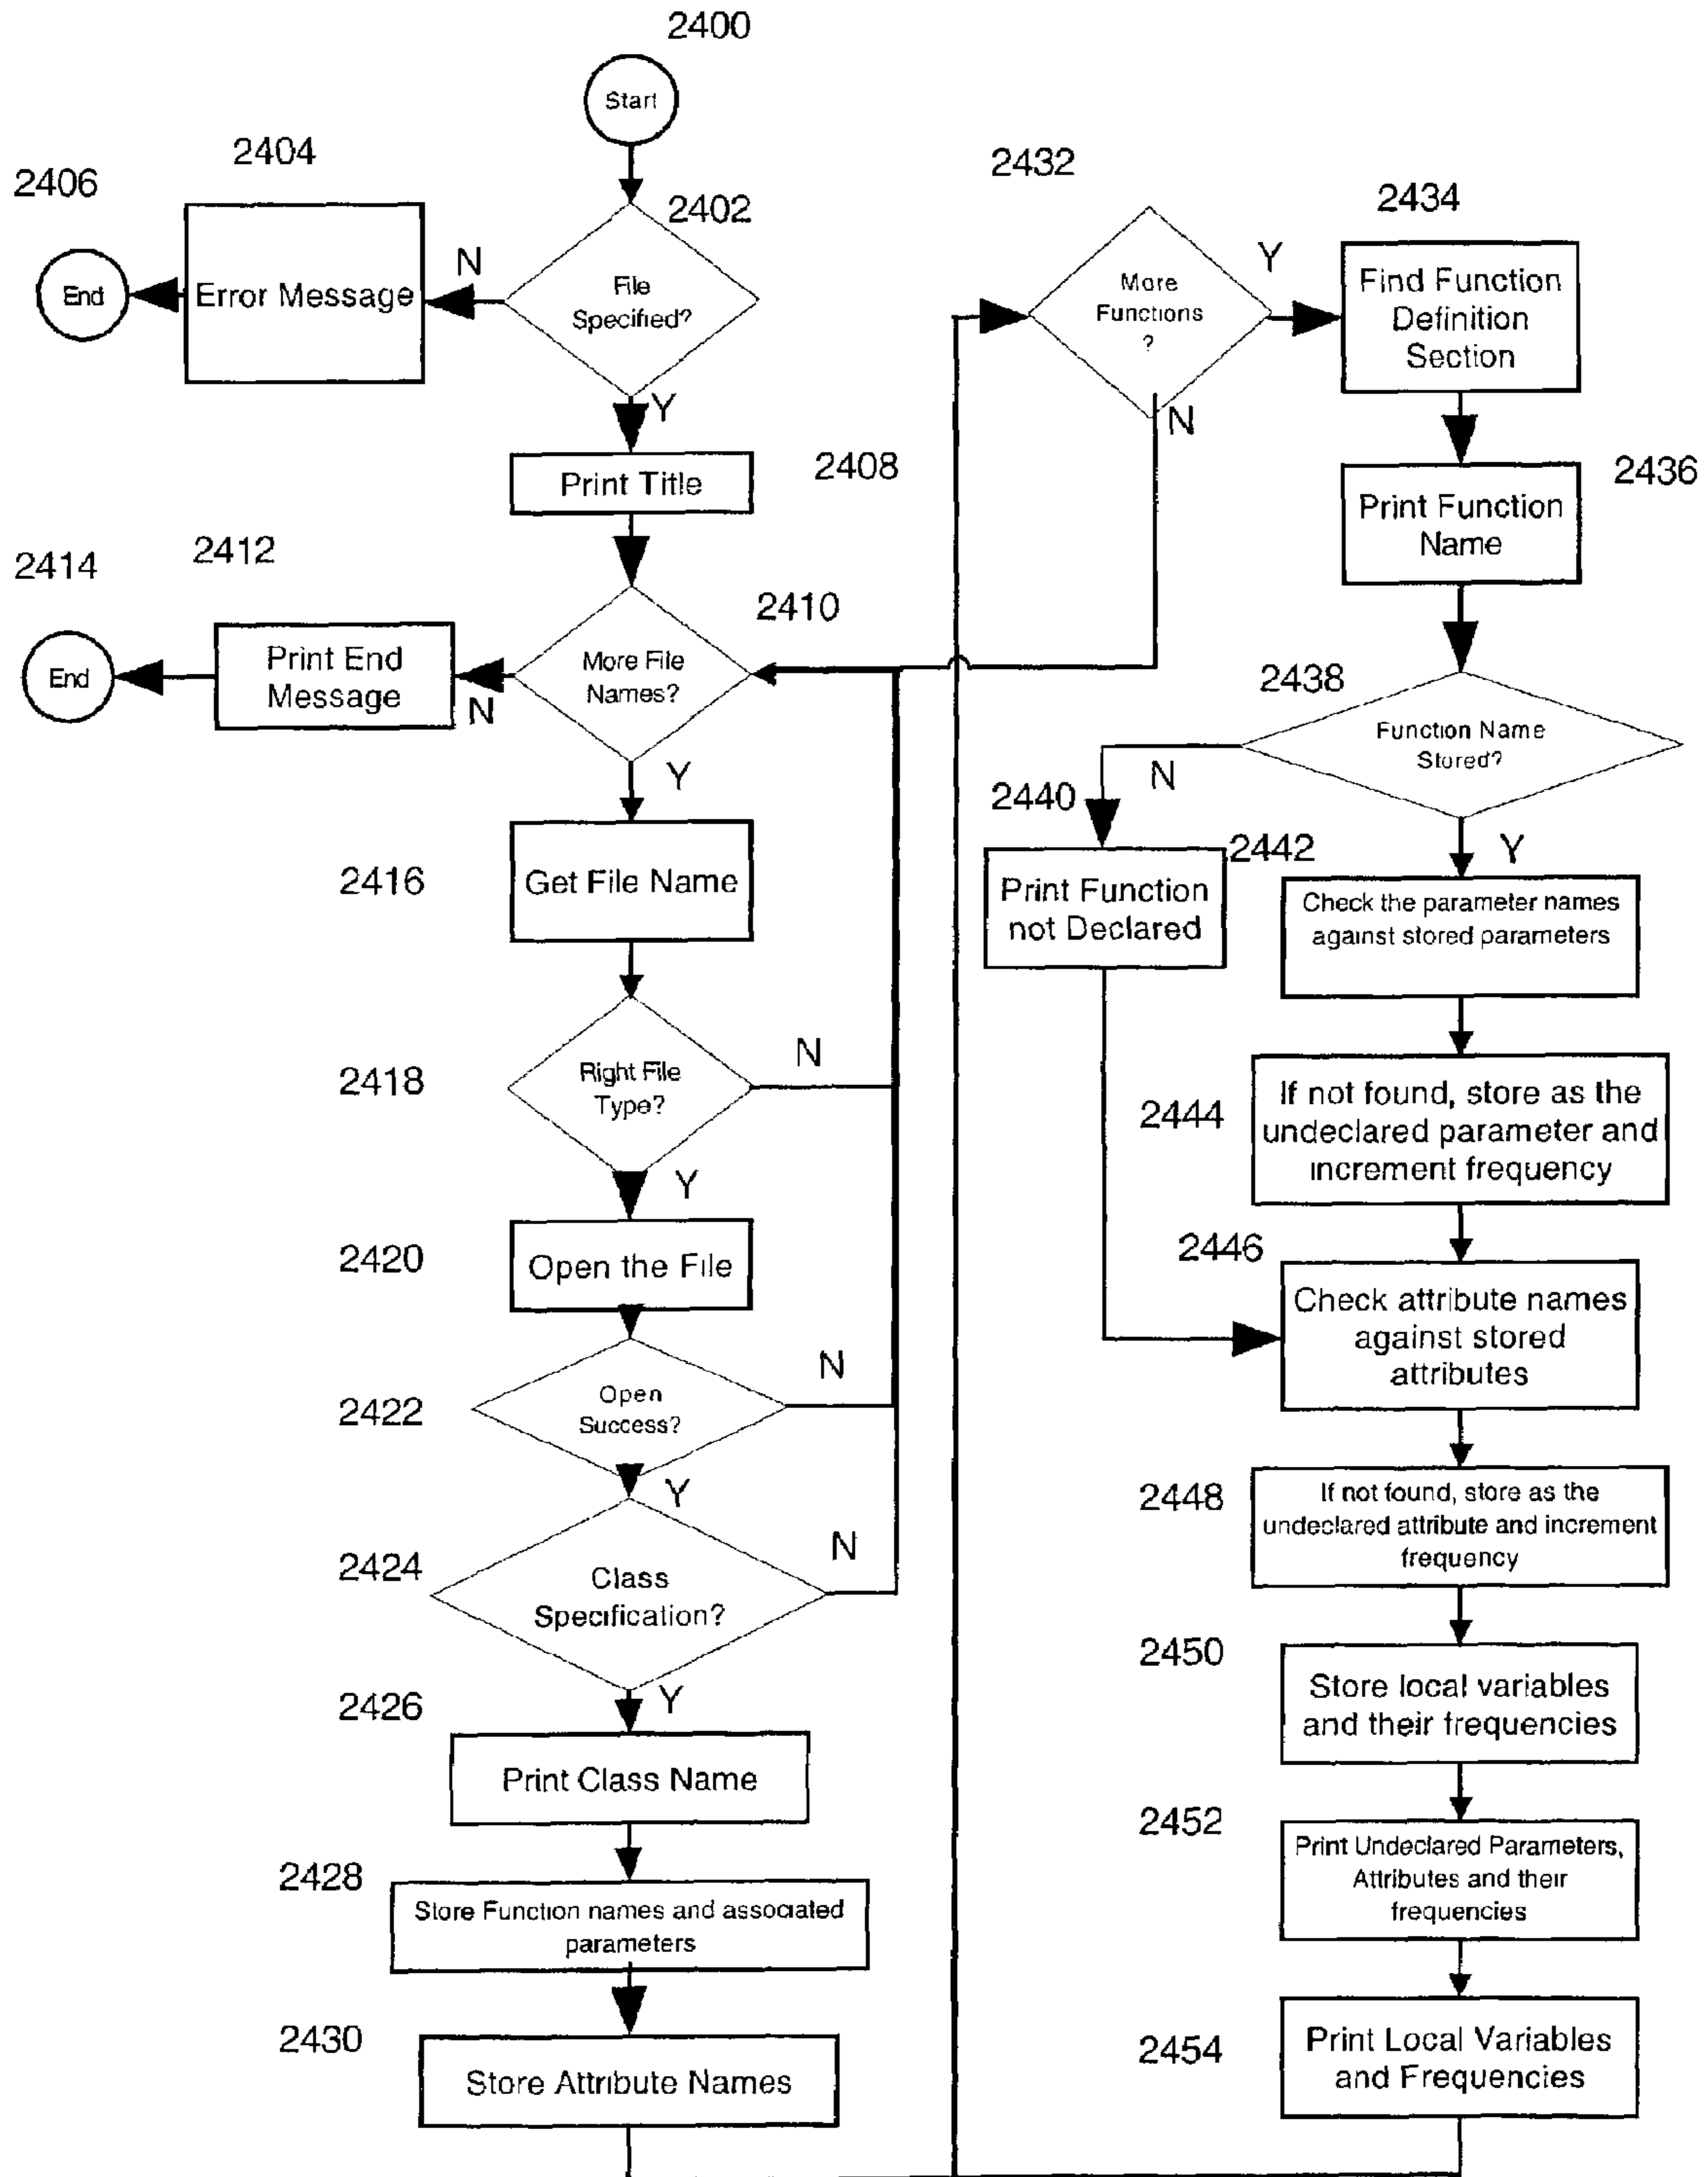 2400
Start
2402
File
Specified?
N
2404
Error Message
2406
End
Y
2408
Print Title
2410
More File
Names?
N
2412
Print End
Message
2414
End
Y
2416
Get File Name
2418
Right File
Type?
N
Y
2420
Open the File
2422
Open
Success?
N
Y
2424
Class
Specification?
N
Y
2426
Print Class Name
2428
Store Function names and associated
parameters
2430
Store Attribute Names
2432
More
Functions
?
Y
N
2434
Find Function
Definition
Section
2436
Print Function
Name
2438
Function Name
Stored?
N
2440
Print Function
not Declared
Y
2442
Check the parameter names
against stored parameters
2444
If not found, store as the
undeclared parameter and
increment frequency
2446
Check attribute names
against stored
attributes
2448
If not found, store as the
undeclared attribute and increment
frequency
2450
Store local variables
and their frequencies
2452
Print Undeclared Parameters,
Attributes and their
frequencies
2454
Print Local Variables
and Frequencies